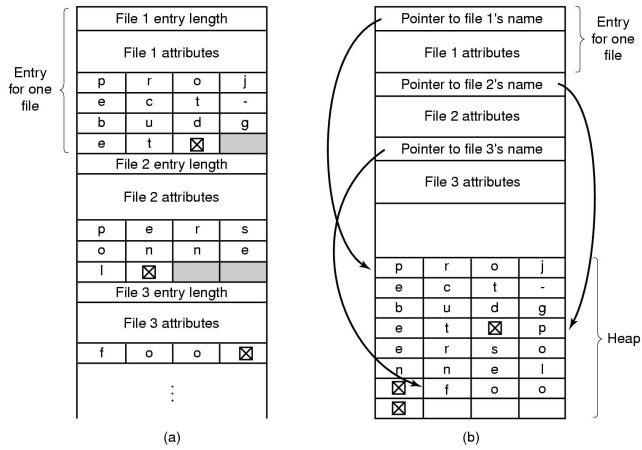 File 1 entry length
File 1 attributes
p r o j
e c t -
b u d g
e t ☒
File 2 entry length
File 2 attributes
p e r s
o n n e
l ☒
File 3 entry length
File 3 attributes
f o o ☒
⋮
Entry
for one
file
(a)
Pointer to file 1's name
File 1 attributes
Pointer to file 2's name
File 2 attributes
Pointer to file 3's name
File 3 attributes
p r o j
e c t -
b u d g
e t ☒ p
e r s o
n n e l
☒ f o o
☒
Entry
for one
file
Heap
(b)